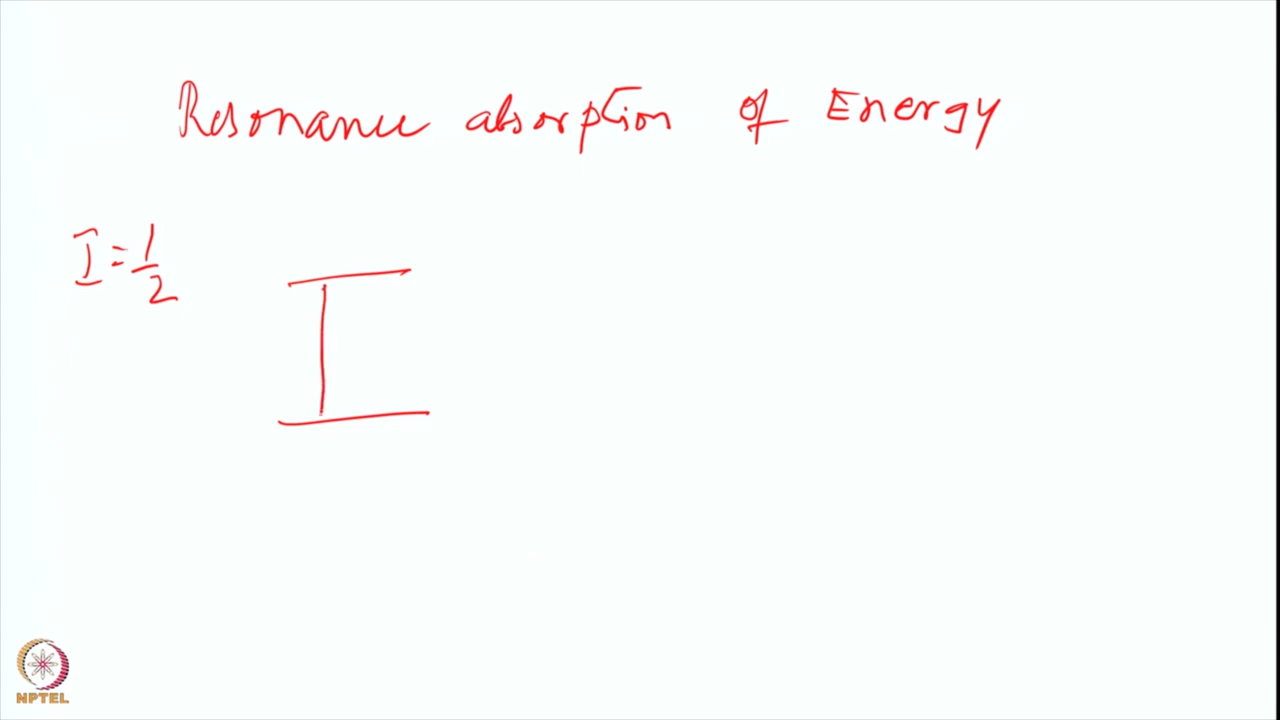 Resonance absorption of Energy
I = 1/2
NPTEL